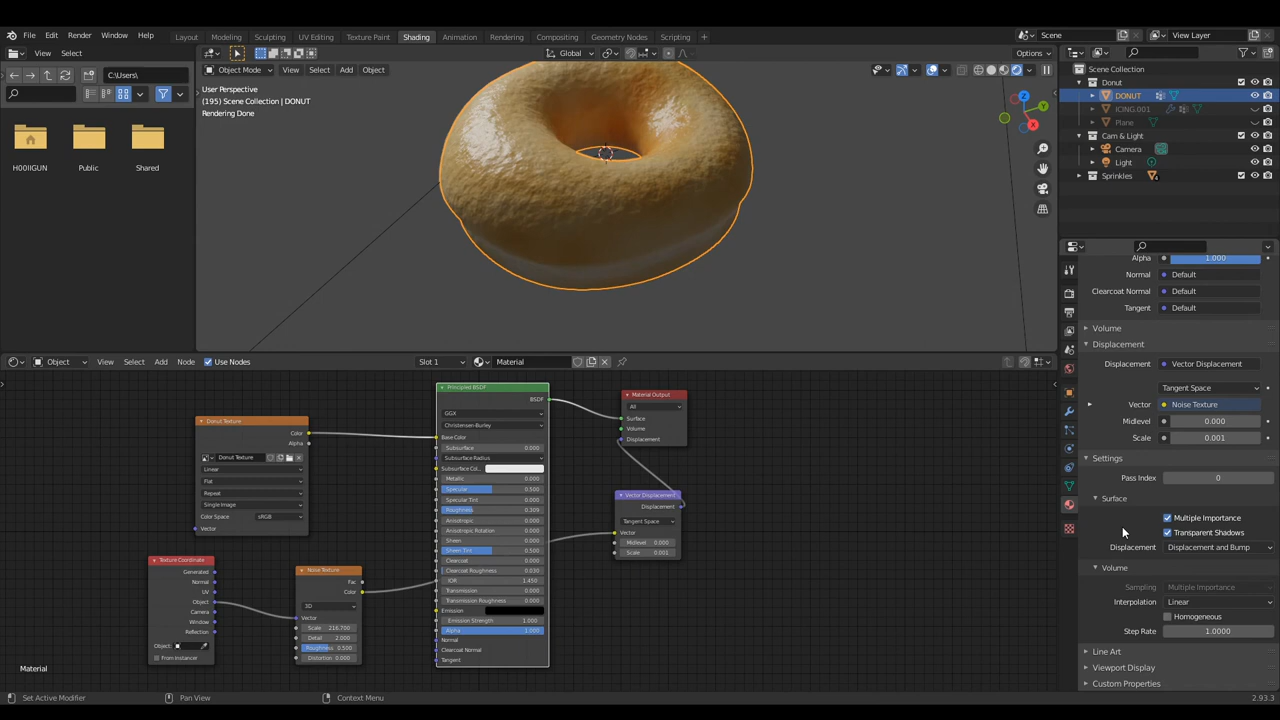 File Edit Render Window Help Layout Modeling Sculpting UV Editing Texture Paint Shading Animation Rendering Compositing Geometry Nodes Scripting + Scene View Layer
View Select C:\Users\ Global Options
Object Mode View Select Add Object
User Perspective
(195) Scene Collection | DONUT
Rendering Done
H00IIGUN Public Shared
Z
Y
X
Scene Collection
Donut
DONUT
ICING.001
Plane
Cam & Light
Camera
Light
Sprinkles
Alpha 1.000
Normal Default
Clearcoat Normal Default
Tangent Default
Volume
Displacement
Displacement Vector Displacement
Tangent Space
Vector Noise Texture
Midlevel 0.000
Scale 0.001
Settings
Pass Index 0
Surface
Multiple Importance
Transparent Shadows
Displacement Displacement and Bump
Volume
Sampling Multiple Importance
Interpolation Linear
Homogeneous
Step Rate 1.0000
Line Art
Viewport Display
Custom Properties
Object View Select Add Node Use Nodes Slot 1 Material
Donut Texture
Color
Alpha
Donut Texture
Linear
Flat
Repeat
Single Image
Color Space sRGB
Vector
Texture Coordinate
Generated
Normal
UV
Object
Camera
Window
Reflection
Object:
From Instancer
Noise Texture
Fac
Color
3D
Vector
Scale 216.700
Detail 2.000
Roughness 0.500
Distortion 0.000
Principled BSDF
BSDF
GGX
Christensen-Burley
Base Color
Subsurface 0.000
Subsurface Radius
Subsurface Col...
Metallic 0.000
Specular 0.500
Specular Tint 0.000
Roughness 0.309
Anisotropic 0.000
Anisotropic Rotation 0.000
Sheen 0.000
Sheen Tint 0.500
Clearcoat 0.000
Clearcoat Roughness 0.030
IOR 1.450
Transmission 0.000
Transmission Roughness 0.000
Emission
Emission Strength 1.000
Alpha 1.000
Normal
Clearcoat Normal
Tangent
Material Output
All
Surface
Volume
Displacement
Vector Displacement
Displacement
Tangent Space
Vector
Midlevel 0.000
Scale 0.001
Material
Set Active Modifier Pan View Context Menu 2.93.3